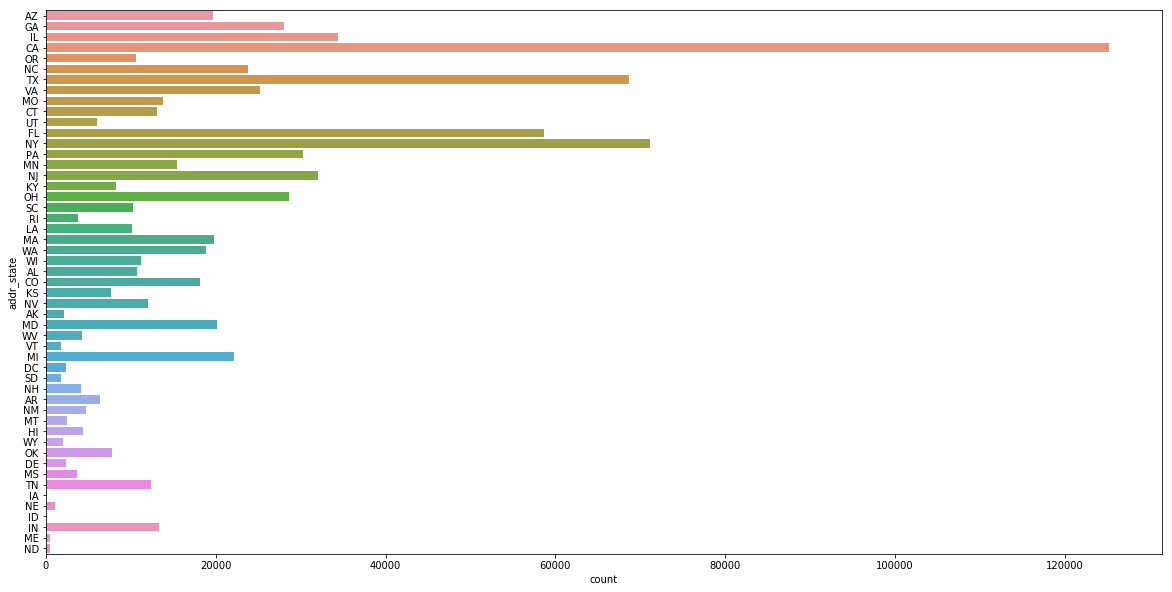 AZ
GA
IL
CA
OR
NC
TX
VA
MO
CT
UT
FL
NY
PA
MN
NJ
KY
OH
SC
RI
LA
MA
WA
WI
AL
CO
KS
NV
AK
MD
WV
VT
MI
DC
SD
NH
AR
NM
MT
HI
WY
OK
DE
MS
TN
IA
NE
ID
IN
ME
ND
addr_state
0 20000 40000 60000 80000 100000 120000
count